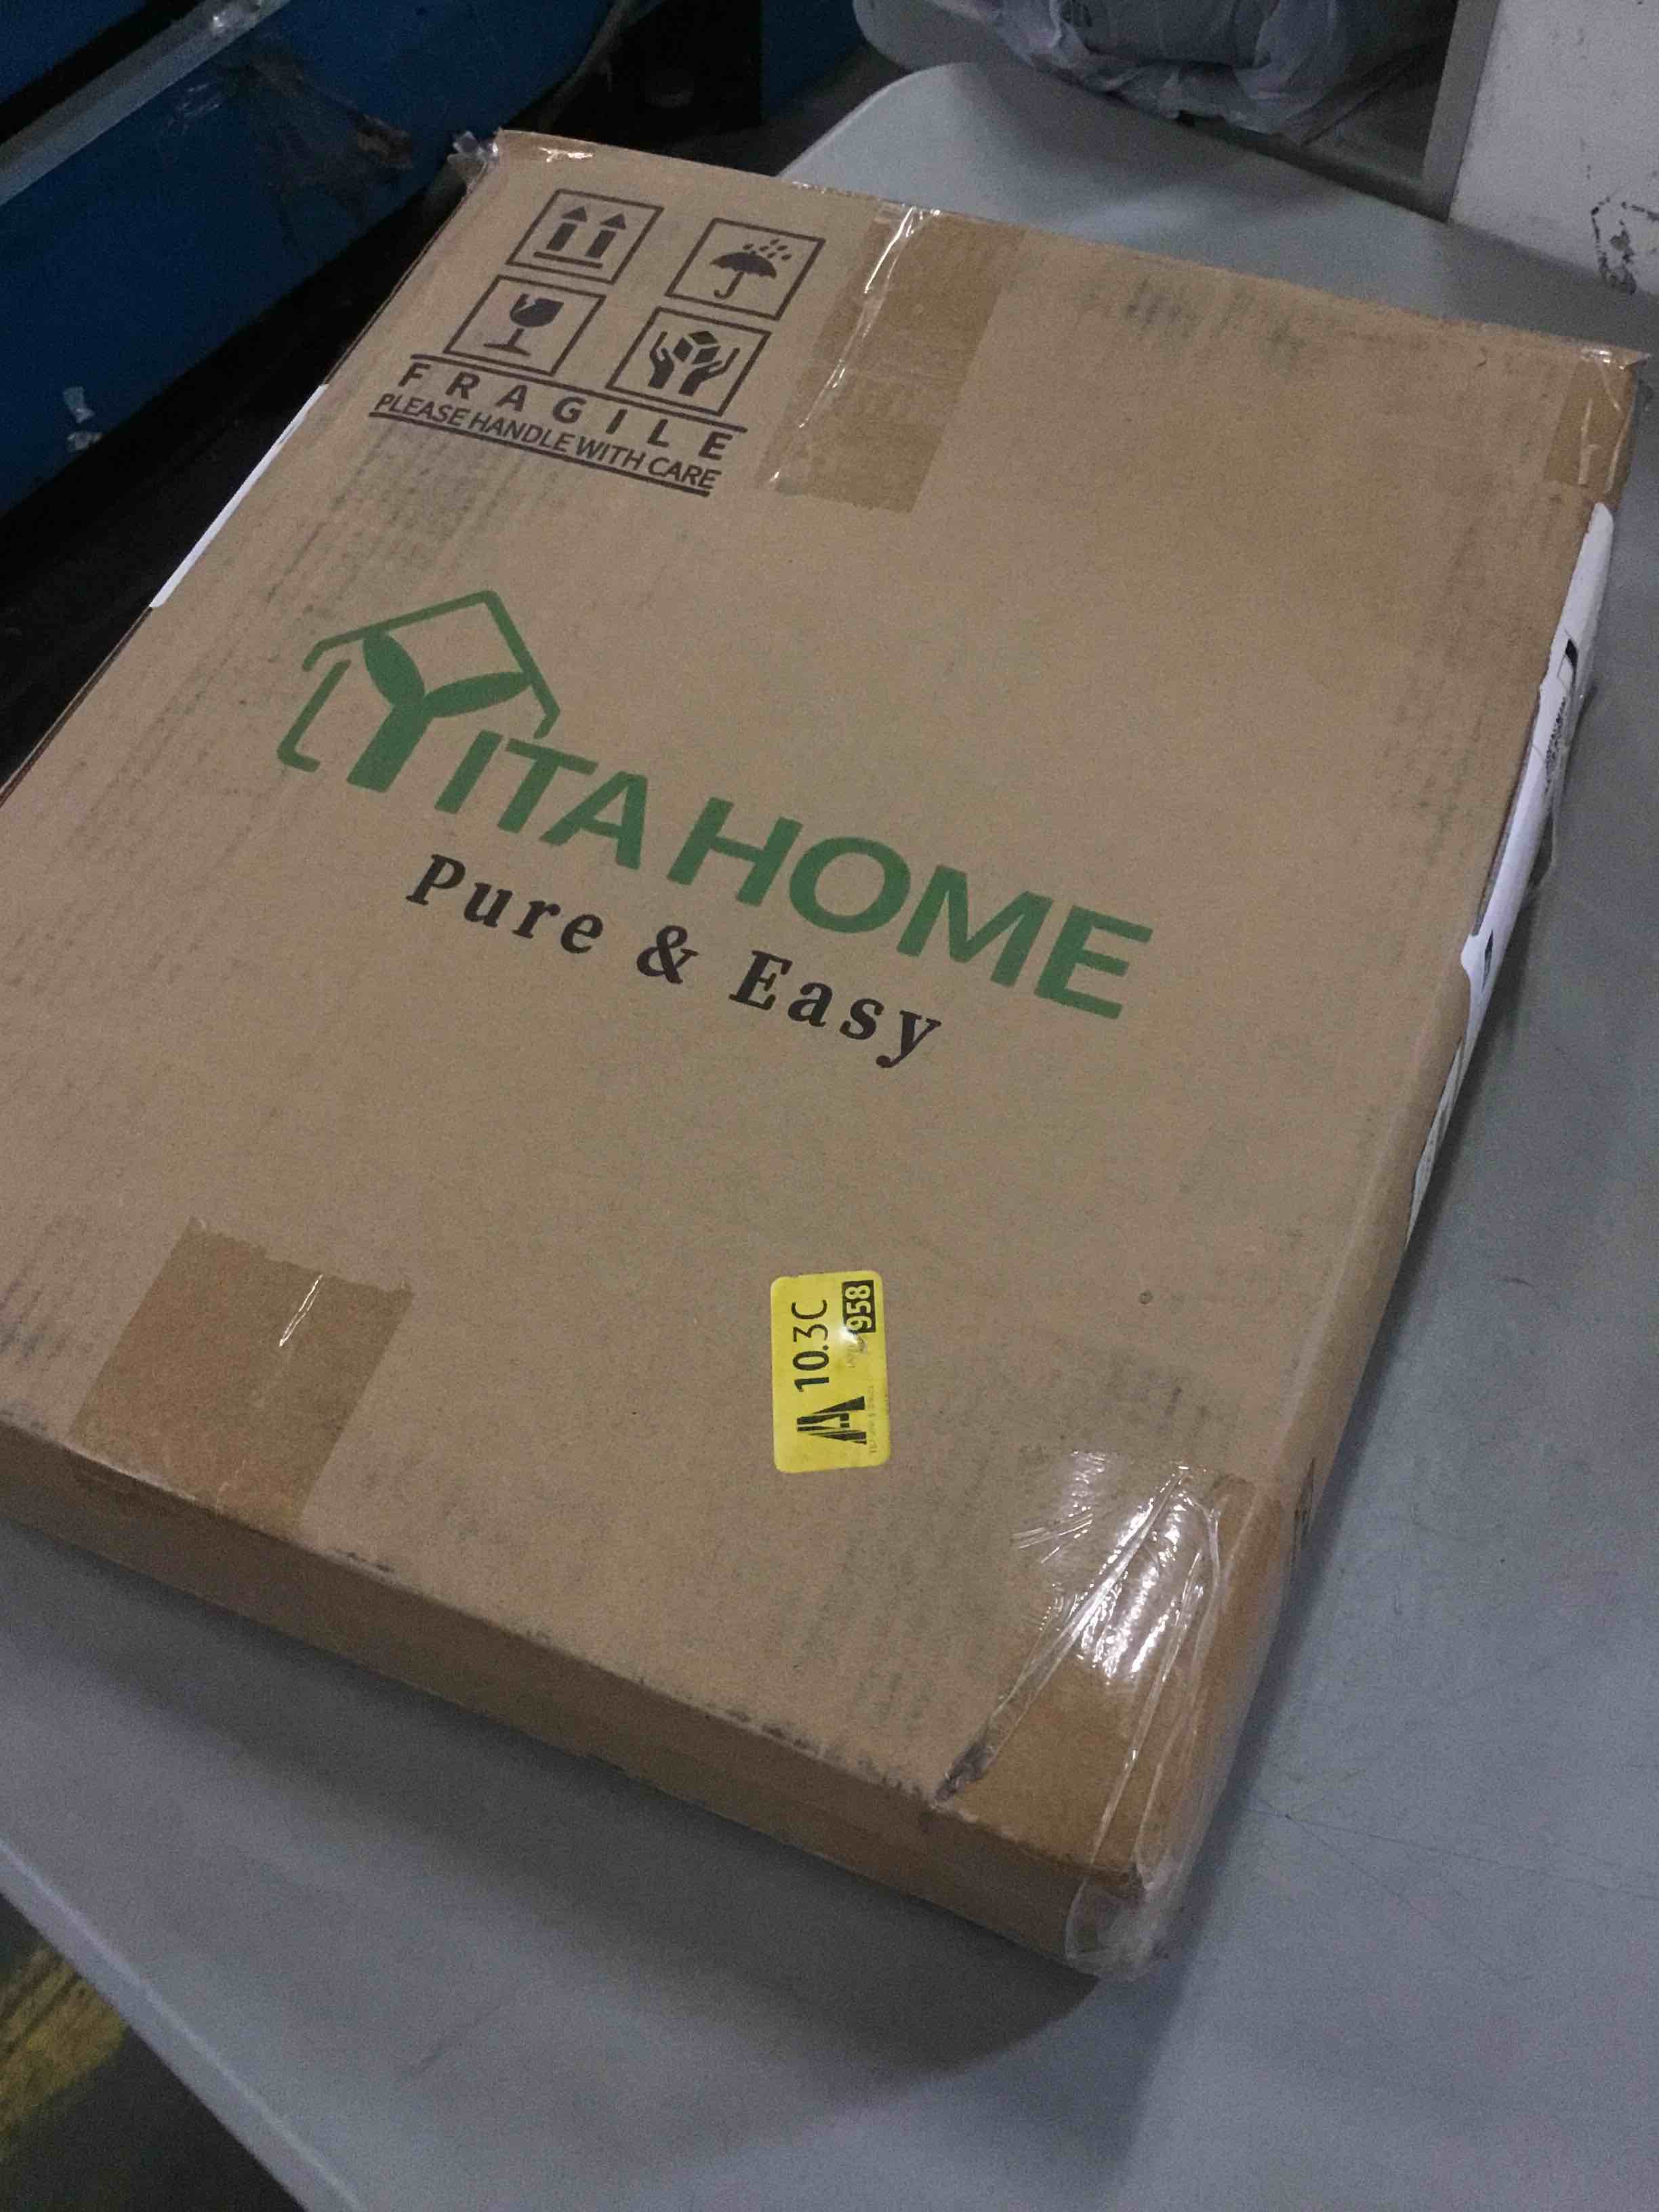 FRAGILE
PLEASE HANDLE WITH CARE
YITAHOME
Pure & Easy
A 10.3C
958